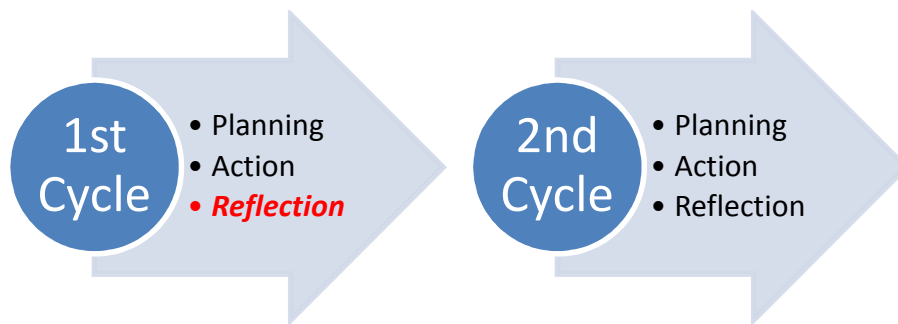 1st
Cycle
• Planning
• Action
• Reflection
2nd
Cycle
• Planning
• Action
• Reflection